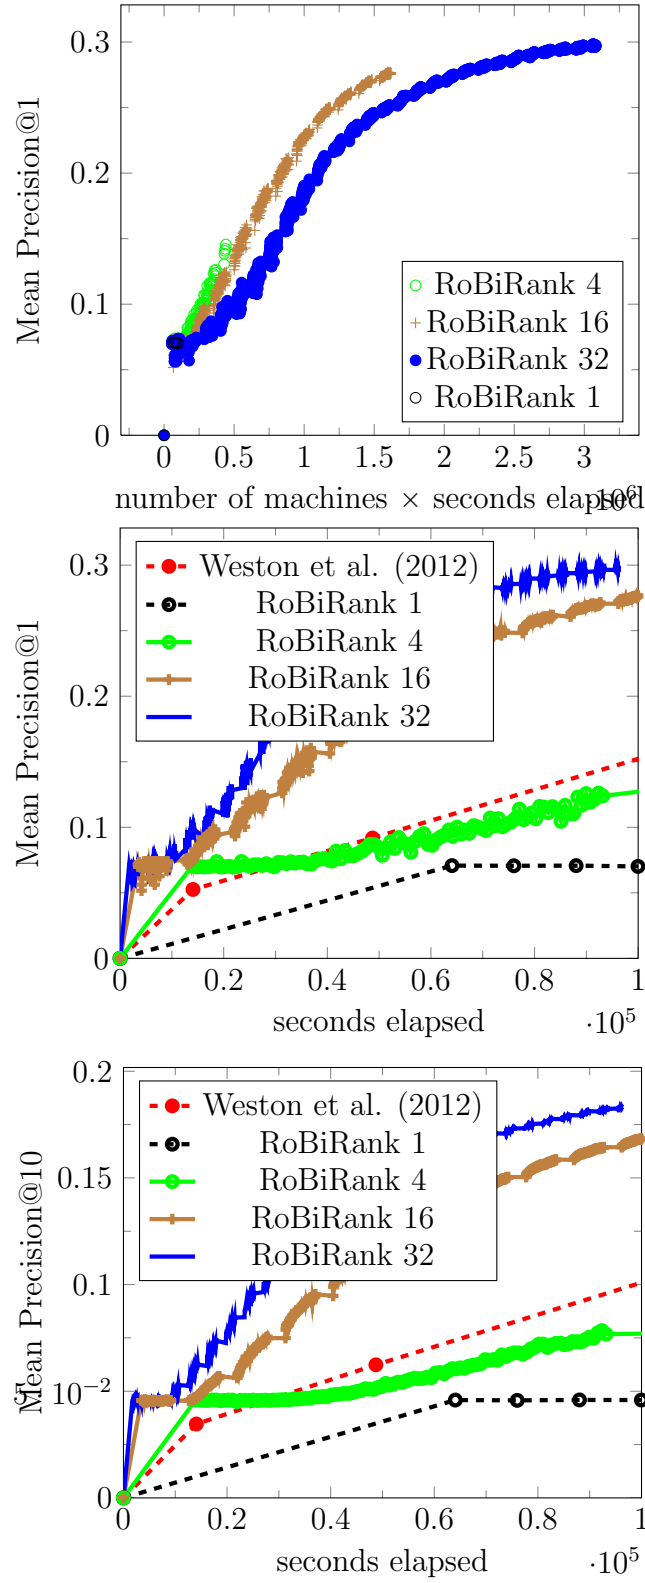 0.3
0.2
0.1
0
Mean Precision@1
RoBiRank 4
RoBiRank 16
RoBiRank 32
RoBiRank 1
0 0.5 1 1.5 2 2.5 3
number of machines × seconds elapsed
·10⁶
0.3
0.2
0.1
0
Mean Precision@1
Weston et al. (2012)
RoBiRank 1
RoBiRank 4
RoBiRank 16
RoBiRank 32
0 0.2 0.4 0.6 0.8 1
seconds elapsed
·10⁵
0.2
0.15
0.1
10⁻²
0
Mean Precision@10
Weston et al. (2012)
RoBiRank 1
RoBiRank 4
RoBiRank 16
RoBiRank 32
0 0.2 0.4 0.6 0.8 1
seconds elapsed
·10⁵